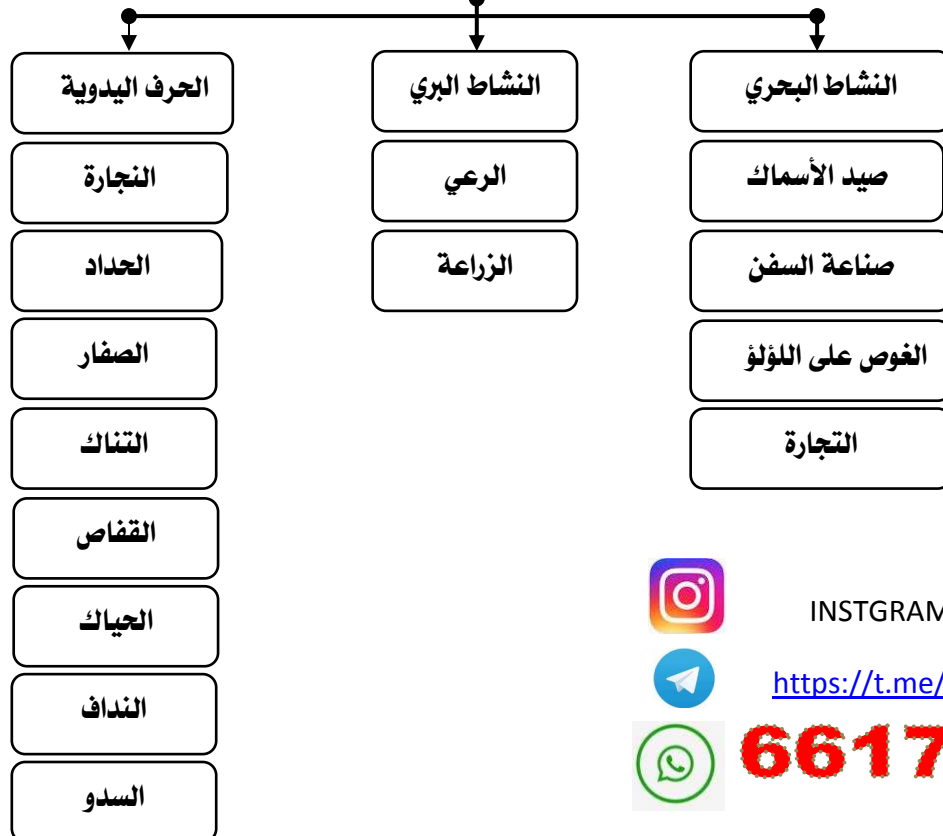 النشاط البحري
صيد الأسماك
صناعة السفن
الغوص على اللؤلؤ
التجارة
النشاط البري
الرعي
الزراعة
الحرف اليدوية
النجارة
الحداد
الصفار
التناك
القفاص
الحياك
النداف
السدو
INSTGRAM
https://t.me/
6617